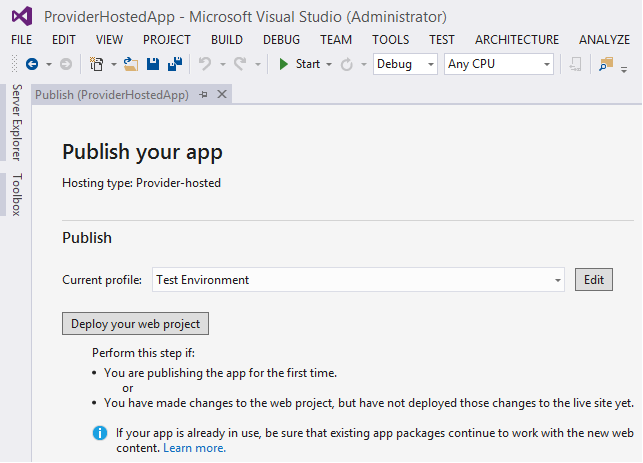 ProviderHostedApp - Microsoft Visual Studio (Administrator)
FILE EDIT VIEW PROJECT BUILD DEBUG TEAM TOOLS TEST ARCHITECTURE ANALYZE
Start Debug Any CPU
Server Explorer
Toolbox
Publish (ProviderHostedApp)
Publish your app
Hosting type: Provider-hosted
Publish
Current profile: Test Environment Edit
Deploy your web project
Perform this step if:
• You are publishing the app for the first time.
or
• You have made changes to the web project, but have not deployed those changes to the live site yet.
If your app is already in use, be sure that existing app packages continue to work with the new web
content. Learn more.